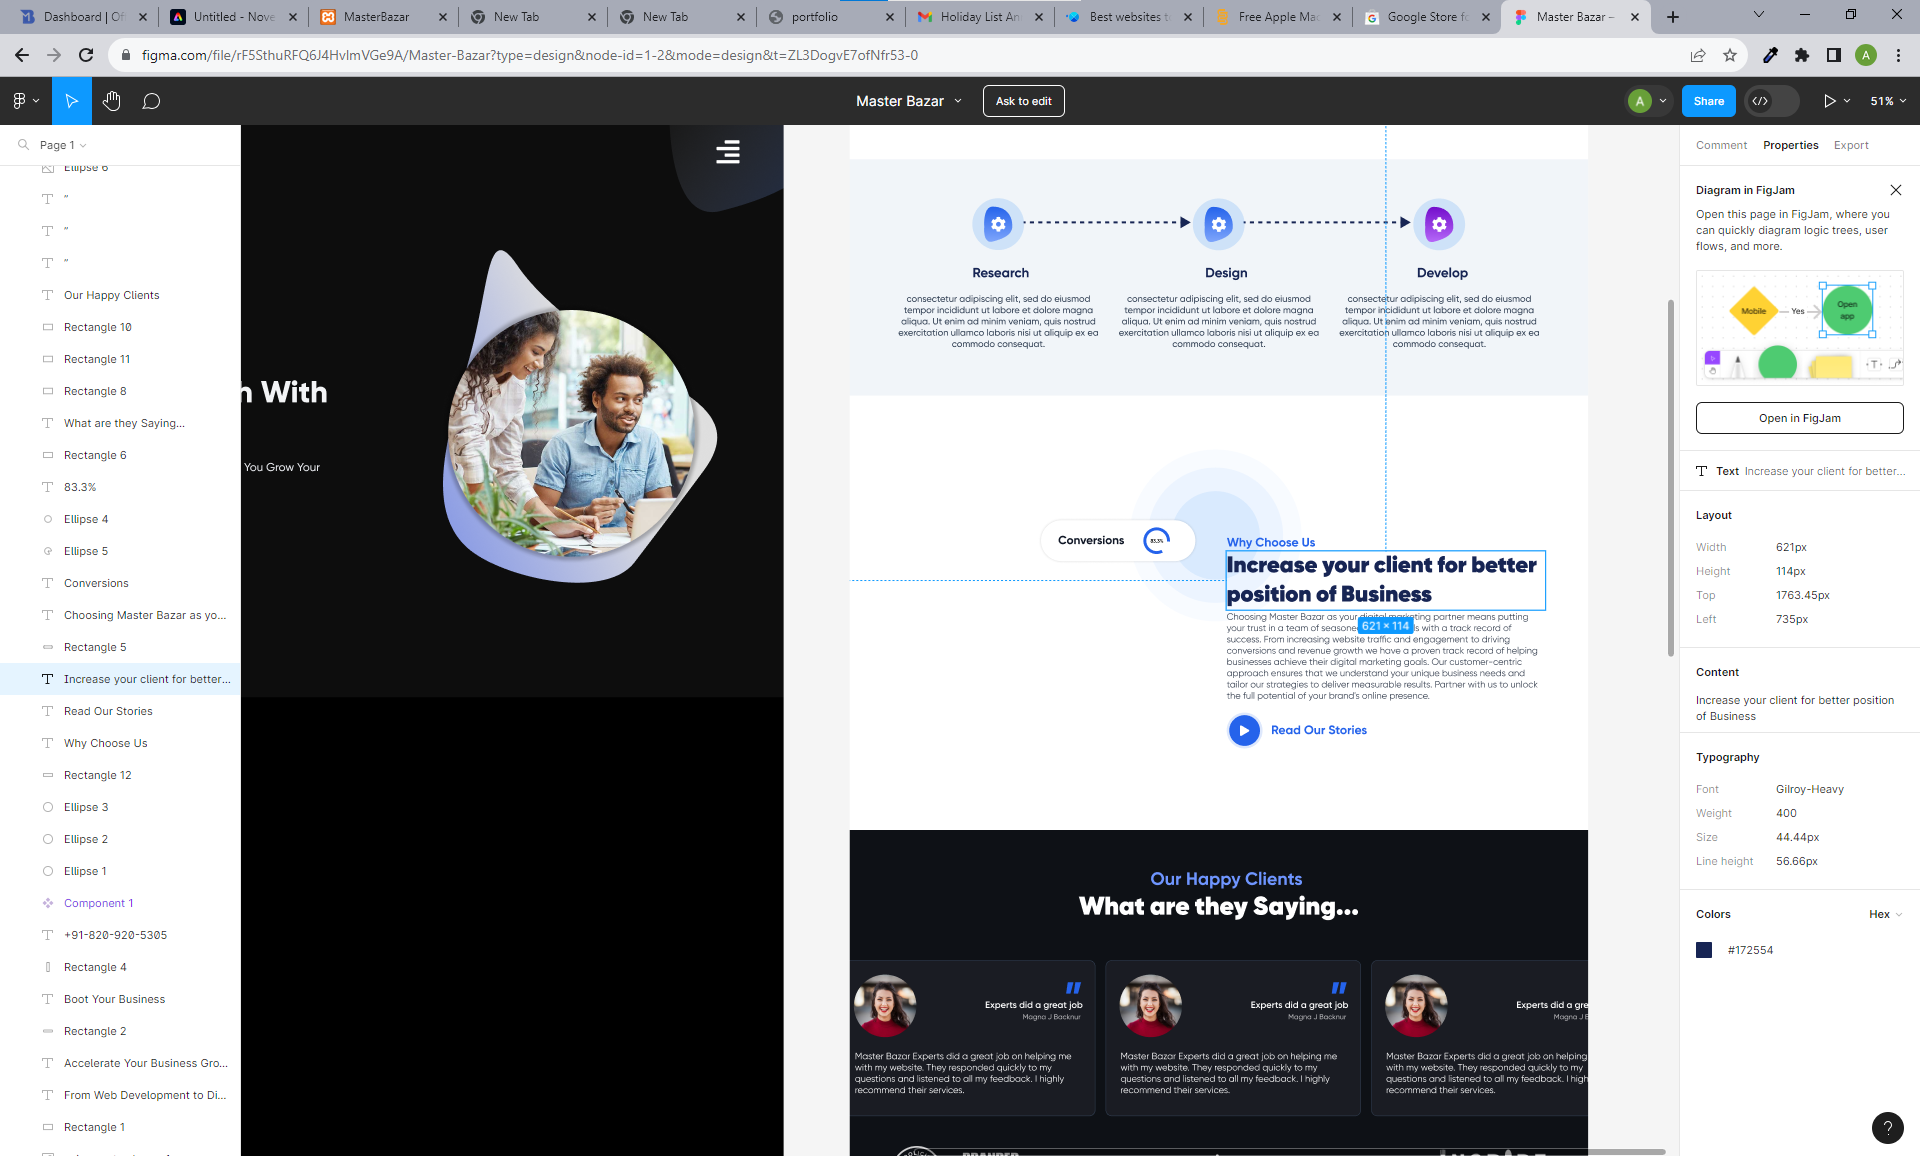 Dashboard | Of
Untitled - Nove
MasterBazar
New Tab
New Tab
portfolio
Holiday List An
Best websites t
Free Apple Mac
Google Store fo
Master Bazar –
figma.com/file/rF5SthuRFQ6J4HvlmVGe9A/Master-Bazar?type=design&node-id=1-2&mode=design&t=ZL3DogvE7ofNfr53-0
A
Master Bazar
Ask to edit
A
Share
51%
Page 1
Ellipse 6
"
"
"
Our Happy Clients
Rectangle 10
Rectangle 11
Rectangle 8
What are they Saying...
Rectangle 6
83.3%
Ellipse 4
Ellipse 5
Conversions
Choosing Master Bazar as yo...
Rectangle 5
Increase your client for better...
Read Our Stories
Why Choose Us
Rectangle 12
Ellipse 3
Ellipse 2
Ellipse 1
Component 1
+91-820-920-5305
Rectangle 4
Boot Your Business
Rectangle 2
Accelerate Your Business Gro...
From Web Development to Di...
Rectangle 1
h With
You Grow Your
Research
consectetur adipiscing elit, sed do eiusmod
tempor incididunt ut labore et dolore magna
aliqua. Ut enim ad minim veniam, quis nostrud
exercitation ullamco laboris nisi ut aliquip ex ea
commodo consequat.
Design
consectetur adipiscing elit, sed do eiusmod
tempor incididunt ut labore et dolore magna
aliqua. Ut enim ad minim veniam, quis nostrud
exercitation ullamco laboris nisi ut aliquip ex ea
commodo consequat.
Develop
consectetur adipiscing elit, sed do eiusmod
tempor incididunt ut labore et dolore magna
aliqua. Ut enim ad minim veniam, quis nostrud
exercitation ullamco laboris nisi ut aliquip ex ea
commodo consequat.
Conversions
83.3%
Why Choose Us
Increase your client for better
position of Business
621 × 114
Choosing Master Bazar as your digital marketing partner means putting
your trust in a team of seasone s with a track record of
success. From increasing website traffic and engagement to driving
conversions and revenue growth we have a proven track record of helping
businesses achieve their digital marketing goals. Our customer-centric
approach ensures that we understand your unique business needs and
tailor our strategies to deliver measurable results. Partner with us to unlock
the full potential of your brand's online presence.
Read Our Stories
Our Happy Clients
What are they Saying...
"
Experts did a great job
Magna J Backnur
Master Bazar Experts did a great job on helping me
with my website. They responded quickly to my
questions and listened to all my feedback. I highly
recommend their services.
"
Experts did a great job
Magna J Backnur
Master Bazar Experts did a great job on helping me
with my website. They responded quickly to my
questions and listened to all my feedback. I highly
recommend their services.
Experts did a gre
Magna J B
Master Bazar Experts did a great job on helping
with my website. They responded quickly to my
questions and listened to all my feedback. I high
recommend their services.
Comment
Properties
Export
Diagram in FigJam
Open this page in FigJam, where you
can quickly diagram logic trees, user
flows, and more.
Mobile
Yes
Open
app
T
Open in FigJam
Text Increase your client for better...
Layout
Width 621px
Height 114px
Top 1763.45px
Left 735px
Content
Increase your client for better position
of Business
Typography
Font Gilroy-Heavy
Weight 400
Size 44.44px
Line height 56.66px
Colors
Hex
#172554
?